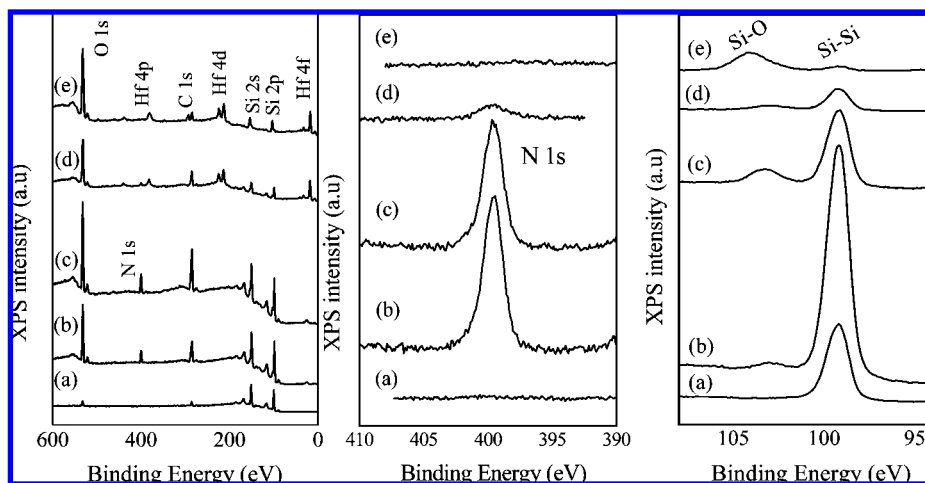 XPS intensity (a.u)
O 1s
Hf 4p
C 1s
Hf 4d
Si 2s
Si 2p
Hf 4f
(e)
(d)
N 1s
(c)
(b)
(a)
600 400 200 0
Binding Energy (eV)
XPS intensity (a.u)
(e)
(d)
N 1s
(c)
(b)
(a)
410 405 400 395 390
Binding Energy (eV)
XPS intensity (a.u)
Si-O
Si-Si
(e)
(d)
(c)
(b)
(a)
105 100 95
Binding Energy (eV)